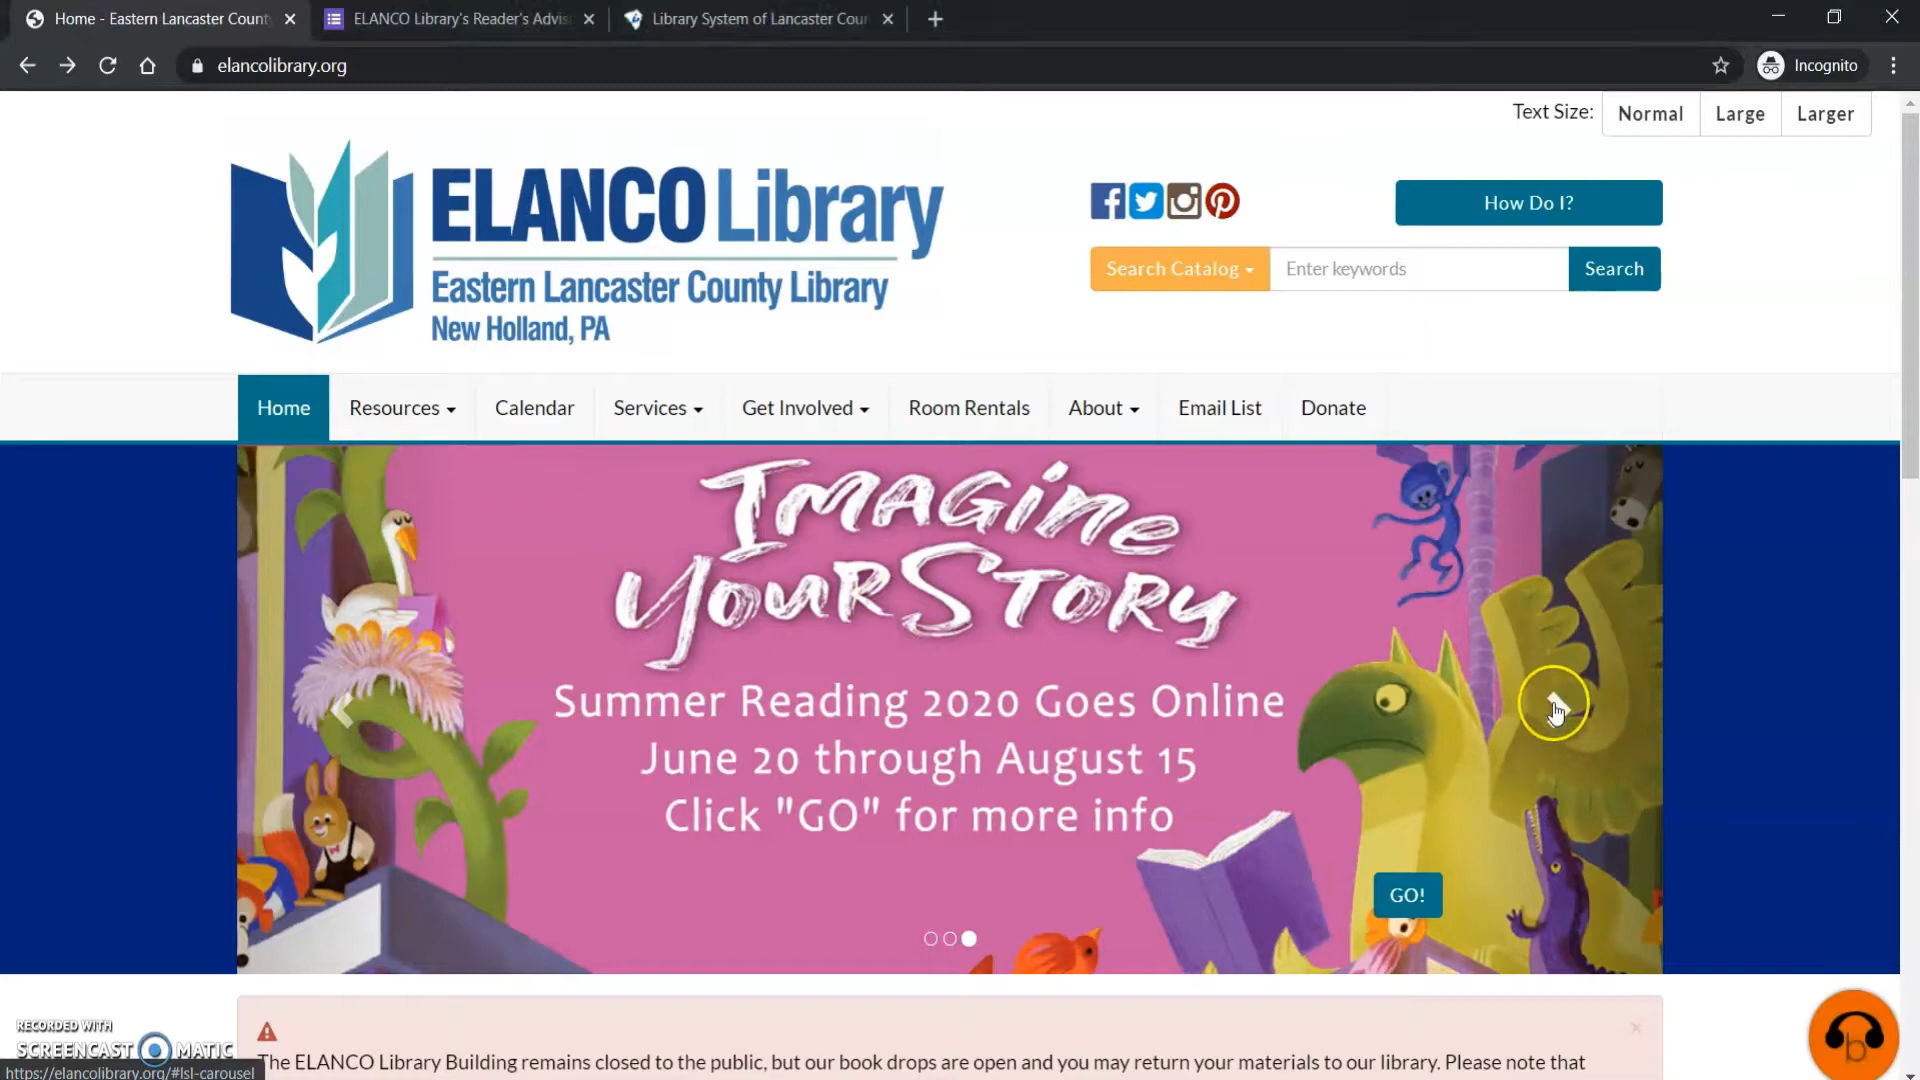 Home - Eastern Lancaster Count
ELANCO Library's Reader's Advis
Library System of Lancaster Coun
elancolibrary.org
Incognito
Text Size: Normal Large Larger
ELANCO Library
Eastern Lancaster County Library
New Holland, PA
How Do I?
Search Catalog Enter keywords Search
Home Resources Calendar Services Get Involved Room Rentals About Email List Donate
IMAGINE
YOUR STORY
Summer Reading 2020 Goes Online
June 20 through August 15
Click "GO" for more info
GO!
RECORDED WITH
SCREENCAST MATIC
The ELANCO Library Building remains closed to the public, but our book drops are open and you may return your materials to our library. Please note that
https://elancolibrary.org/#lsl-carousel